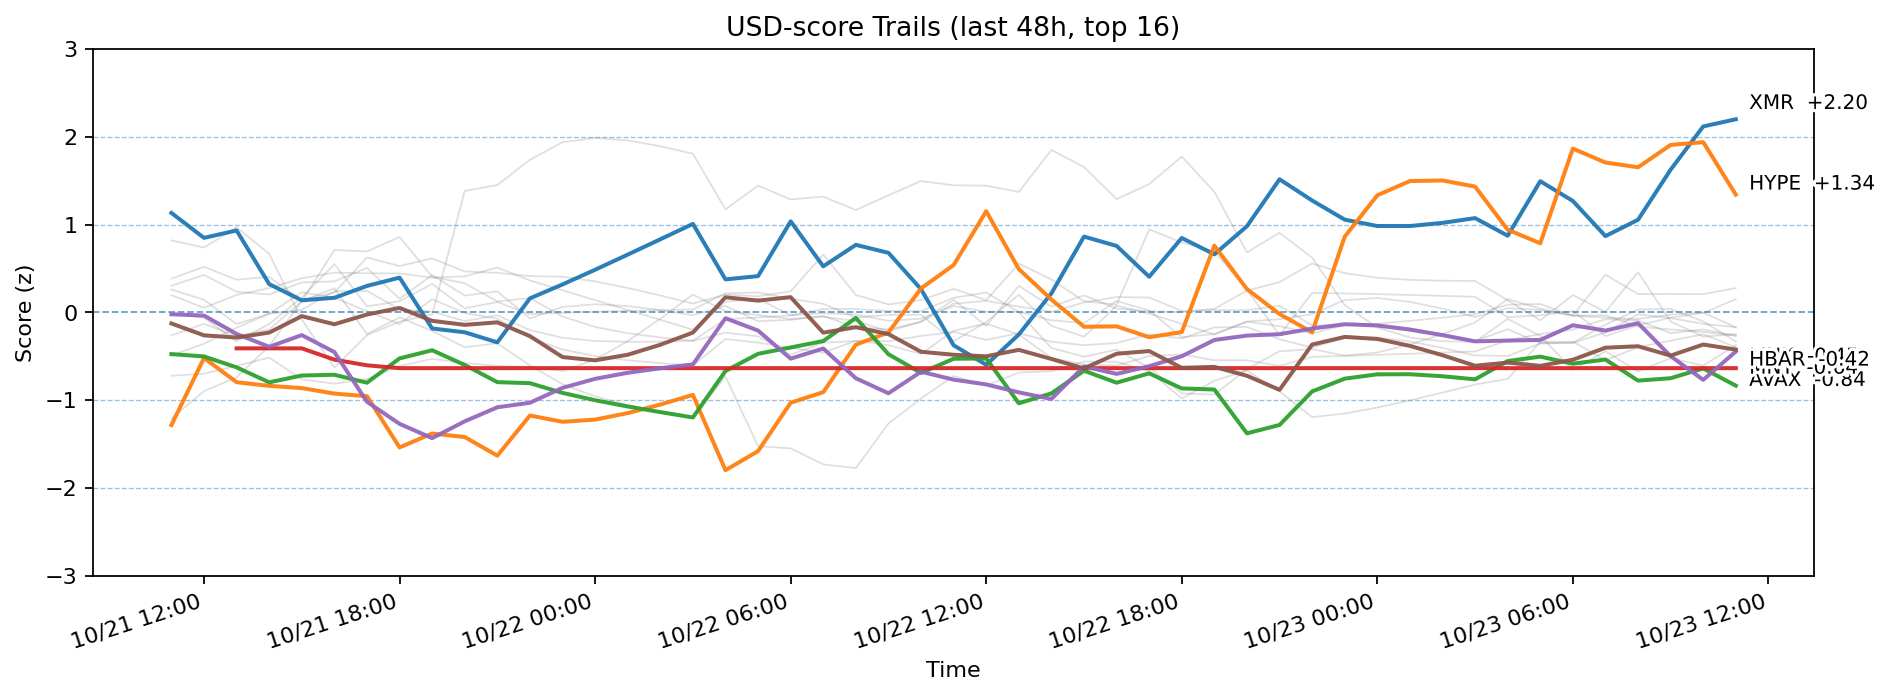 USD-score Trails (last 48h, top 16)
Score (z)
3
2
1
0
−1
−2
−3
XMR +2.20
HYPE +1.34
HBAR -0.42
AVAX -0.84
10/21 12:00
10/21 18:00
10/22 00:00
10/22 06:00
10/22 12:00
10/22 18:00
10/23 00:00
10/23 06:00
10/23 12:00
Time